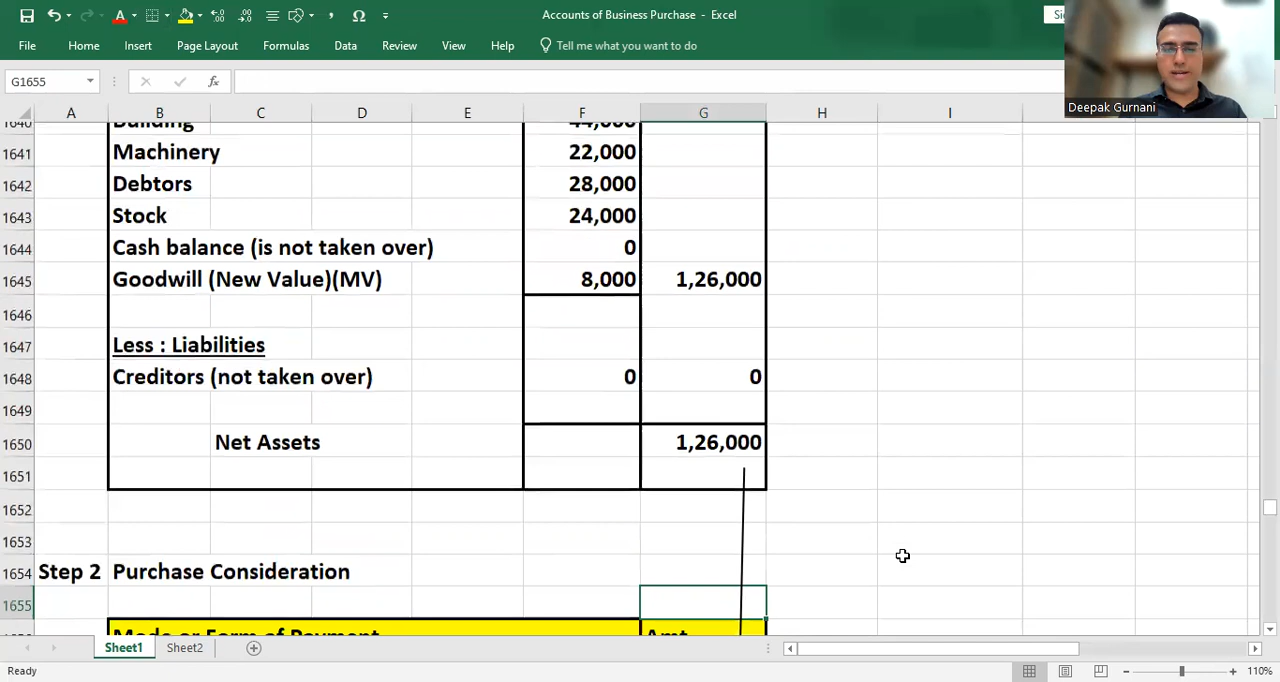 Accounts of Business Purchase - Excel
File Home Insert Page Layout Formulas Data Review View Help Tell me what you want to do
Deepak Gurnani
G1655 fx
A B C D E F G H I
1640 Building 44,000
1641 Machinery 22,000
1642 Debtors 28,000
1643 Stock 24,000
1644 Cash balance (is not taken over) 0
1645 Goodwill (New Value)(MV) 8,000 1,26,000
1646
1647 Less : Liabilities
1648 Creditors (not taken over) 0 0
1649
1650 Net Assets 1,26,000
1651
1652
1653
1654 Step 2 Purchase Consideration
1655
Mode or Form of Payment Amt
Sheet1 Sheet2
Ready 110%